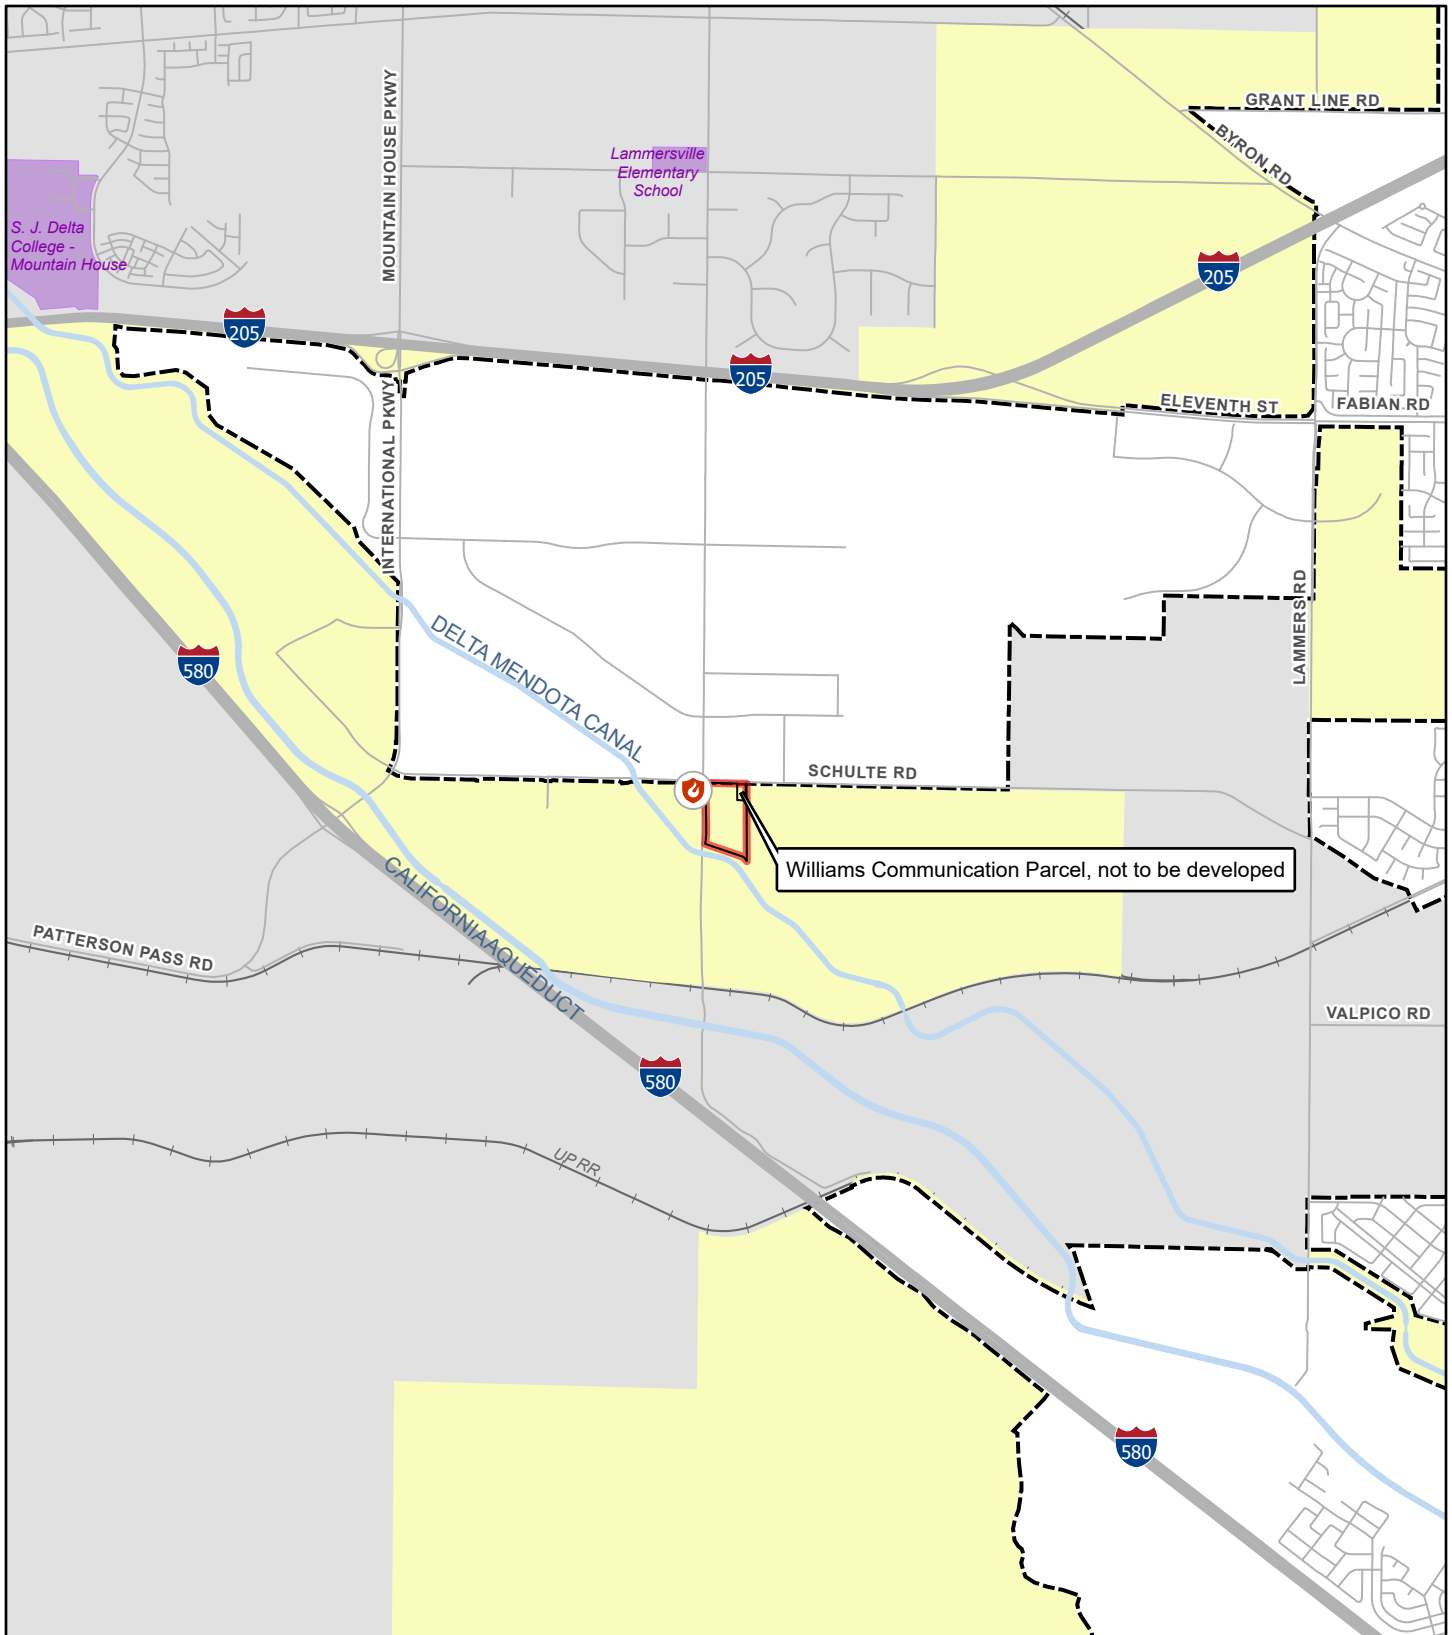 GRANT LINE RD
BYRON RD
MOUNTAIN HOUSE PKWY
Lammersville
Elementary
School
S. J. Delta
College -
Mountain House
205
205
205
ELEVENTH ST
FABIAN RD
INTERNATIONAL PKWY
LAMMERS RD
DELTA MENDOTA CANAL
580
SCHULTE RD
Williams Communication Parcel, not to be developed
CALIFORNIA AQUEDUCT
PATTERSON PASS RD
VALPICO RD
580
UP RR
580